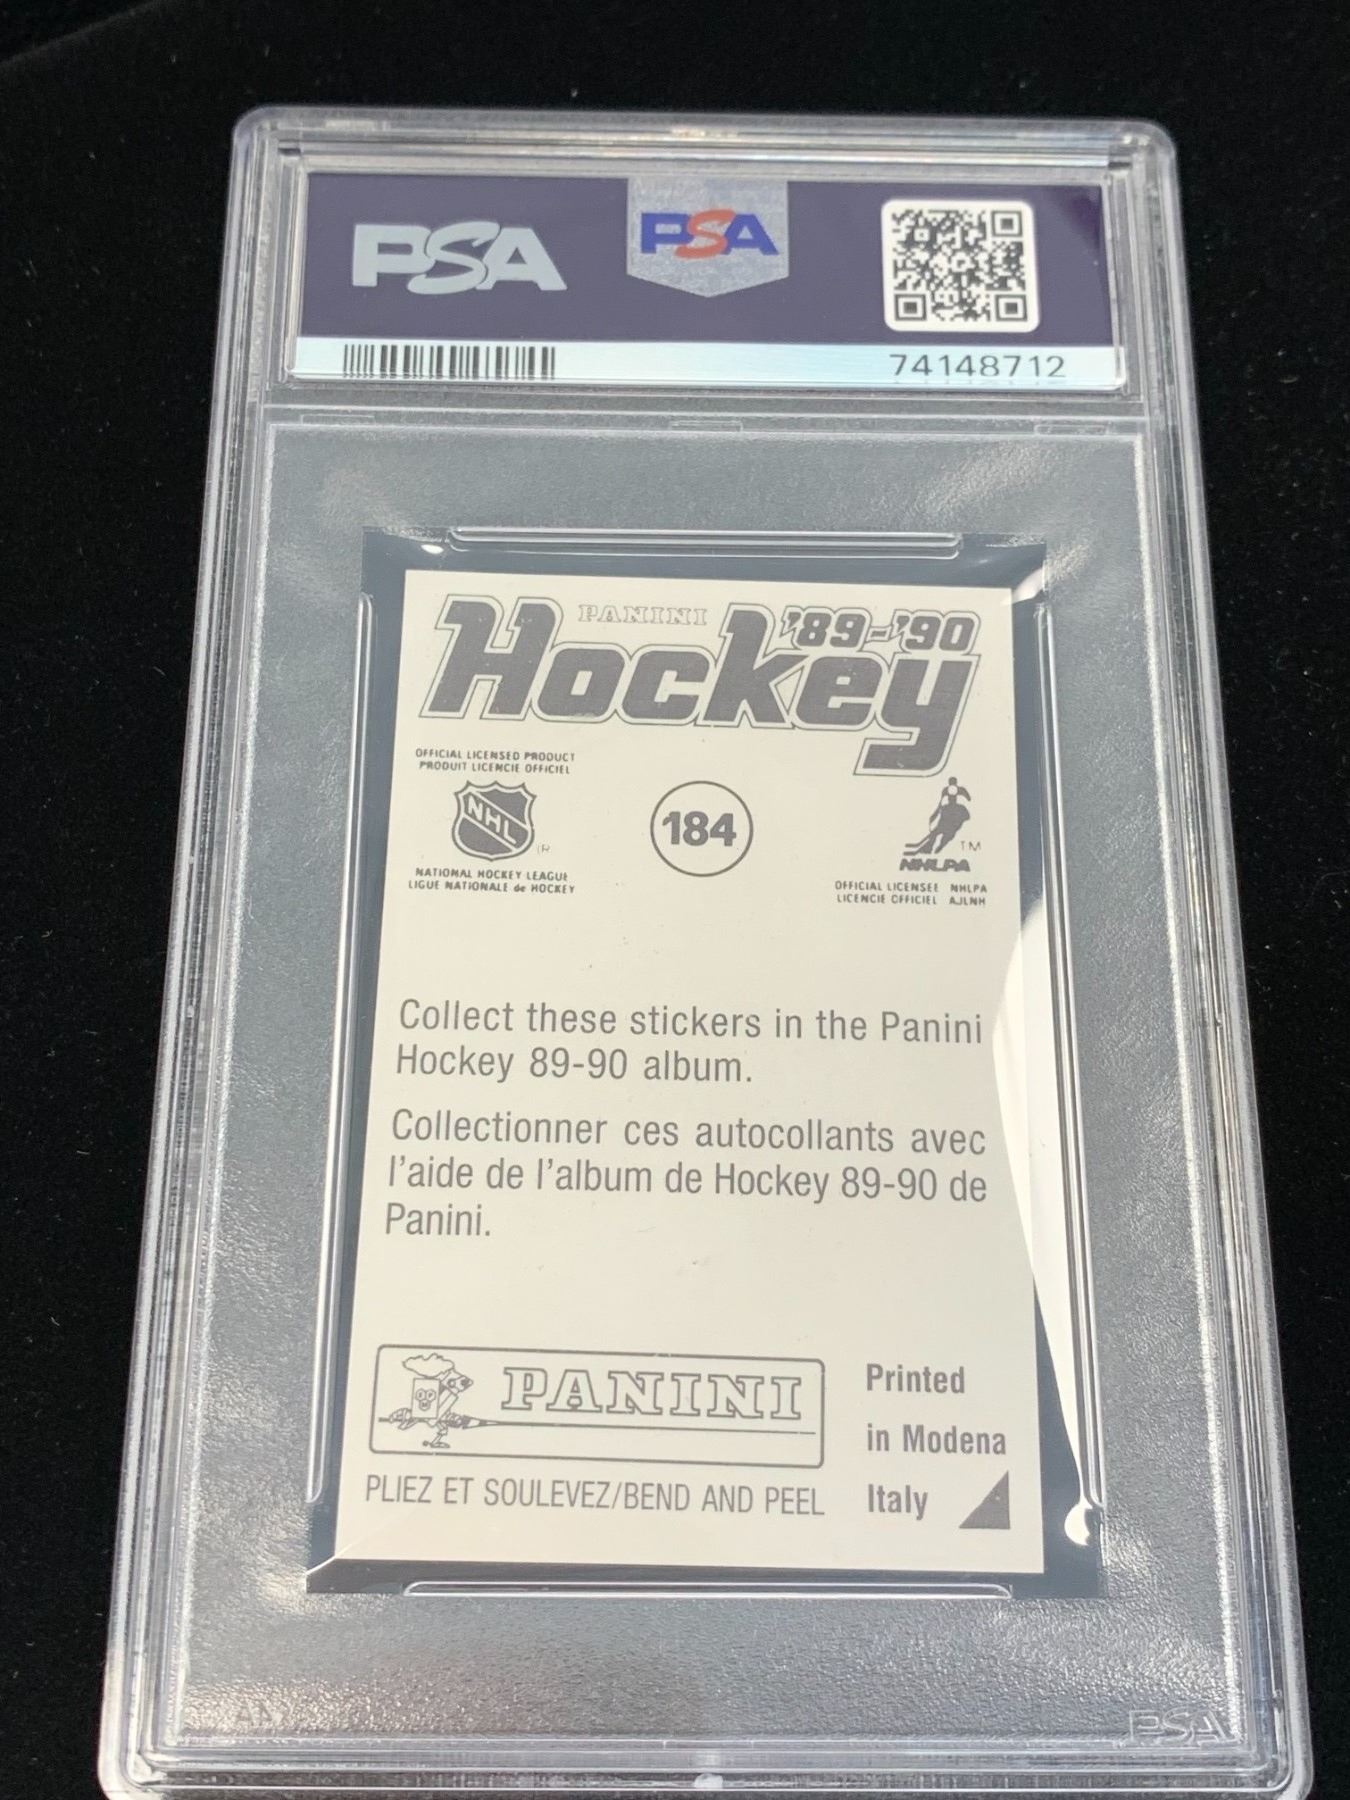 PSA
PSA
74148712
PANINI
Hockey '89-'90
OFFICIAL LICENSED PRODUCT
PRODUIT LICENCIE OFFICIEL
NHL
R
NATIONAL HOCKEY LEAGUE
LIGUE NATIONALE de HOCKEY
184
TM
NHLPA
OFFICIAL LICENSEE NHLPA
LICENCIE OFFICIEL AJLNH
Collect these stickers in the Panini
Hockey 89-90 album.
Collectionner ces autocollants avec
l'aide de l'album de Hockey 89-90 de
Panini.
PANINI
PLIEZ ET SOULEVEZ/BEND AND PEEL
Printed
in Modena
Italy
PSA